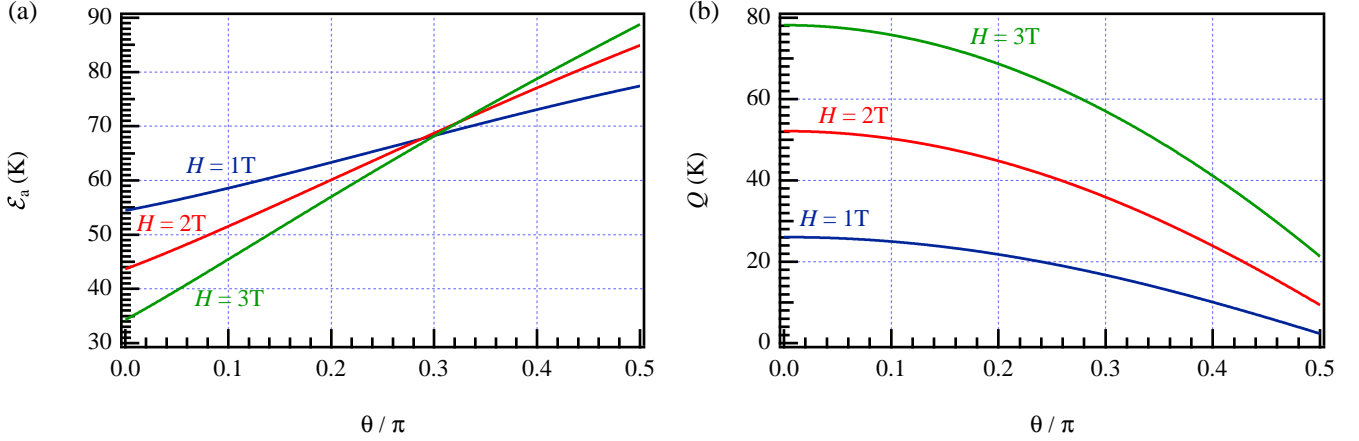 (a)
90
80
70
60
50
40
30
ℰa (K)
H = 1T
H = 2T
H = 3T
0.0 0.1 0.2 0.3 0.4 0.5
θ / π
(b)
80
60
40
20
0
Q (K)
H = 3T
H = 2T
H = 1T
0.0 0.1 0.2 0.3 0.4 0.5
θ / π